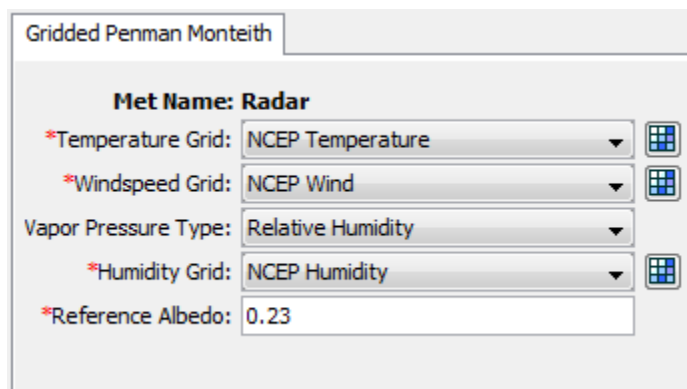 Gridded Penman Monteith
Met Name: Radar
*Temperature Grid: NCEP Temperature
*Windspeed Grid: NCEP Wind
Vapor Pressure Type: Relative Humidity
*Humidity Grid: NCEP Humidity
*Reference Albedo: 0.23